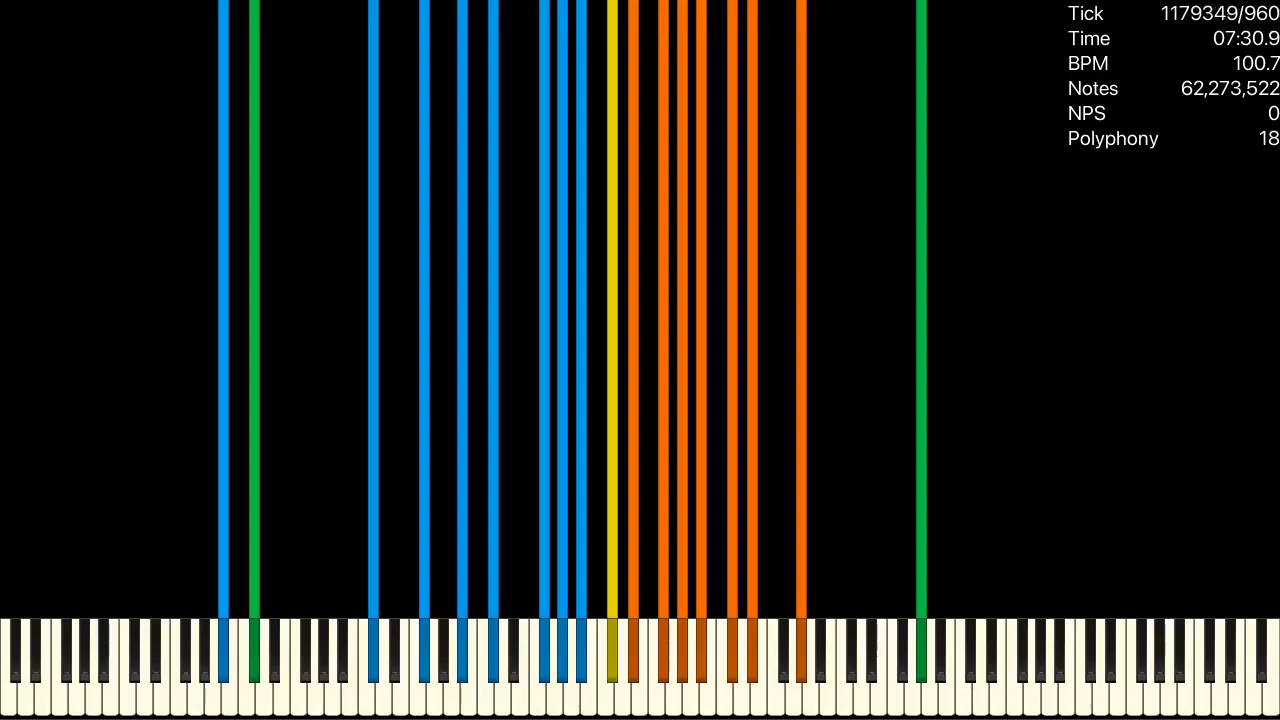 Tick 1179349/960
Time 07:30.9
BPM 100.7
Notes 62,273,522
NPS 0
Polyphony 18